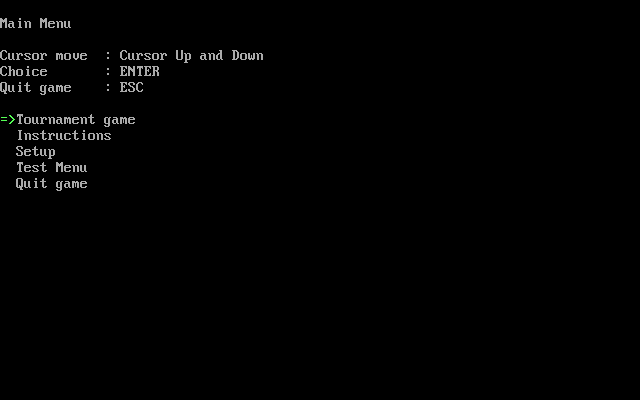 Main Menu
Cursor move  : Cursor Up and Down
Choice       : ENTER
Quit game    : ESC
=>Tournament game
Instructions
Setup
Test Menu
Quit game